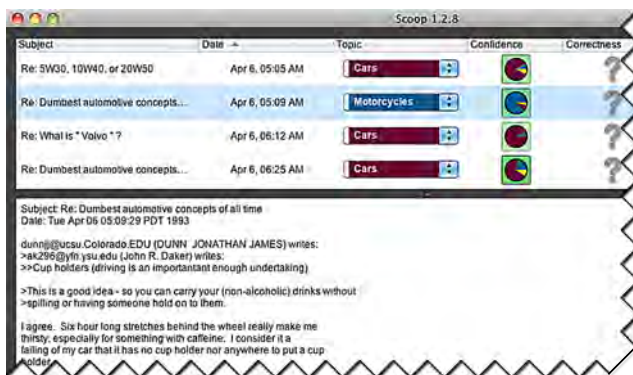 Scoop 1.2.8
Subject Date Topic Confidence Correctness
Re: 5W30, 10W40, or 20W50 Apr 6, 05:05 AM Cars ?
Re: Dumbest automotive concepts... Apr 6, 05:09 AM Motorcycles ?
Re: What is " Volvo " ? Apr 6, 06:12 AM Cars ?
Re: Dumbest automotive concepts... Apr 6, 06:25 AM Cars ?
Subject: Re: Dumbest automotive concepts of all time
Date: Tue Apr 06 05:09:29 PDT 1993
dunnjj@ucsu.Colorado.EDU (DUNN JONATHAN JAMES) writes:
>ak296@yfn.ysu.edu (John R. Daker) writes:
>>Cup holders (driving is an importantant enough undertaking)
>This is a good idea - so you can carry your (non-alcoholic) drinks without
>spilling or having someone hold on to them.
I agree. Six hour long stretches behind the wheel really make me
thirsty, especially for something with caffeine. I consider it a
failing of my car that it has no cup holder nor anywhere to put a cup
holder